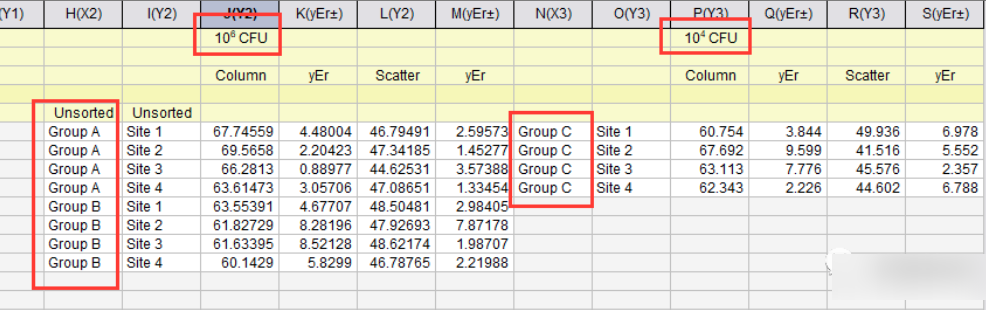 (Y1) H(X2) I(Y2) J(Y2) K(yEr±) L(Y2) M(yEr±) N(X3) O(Y3) P(Y3) Q(yEr±) R(Y3) S(yEr±)
10⁶ CFU 10⁴ CFU
Column yEr Scatter yEr Column yEr Scatter yEr
Unsorted Unsorted
Group A Site 1 67.74559 4.48004 46.79491 2.59573 Group C Site 1 60.754 3.844 49.936 6.978
Group A Site 2 69.5658 2.20423 47.34185 1.45277 Group C Site 2 67.692 9.599 41.516 5.552
Group A Site 3 66.2813 0.88977 44.62531 3.57388 Group C Site 3 63.113 7.776 45.576 2.357
Group A Site 4 63.61473 3.05706 47.08651 1.33454 Group C Site 4 62.343 2.226 44.602 6.788
Group B Site 1 63.55391 4.67707 48.50481 2.98405
Group B Site 2 61.82729 8.28196 47.92693 7.87178
Group B Site 3 61.63395 8.52128 48.62174 1.98707
Group B Site 4 60.1429 5.8299 46.78765 2.21988